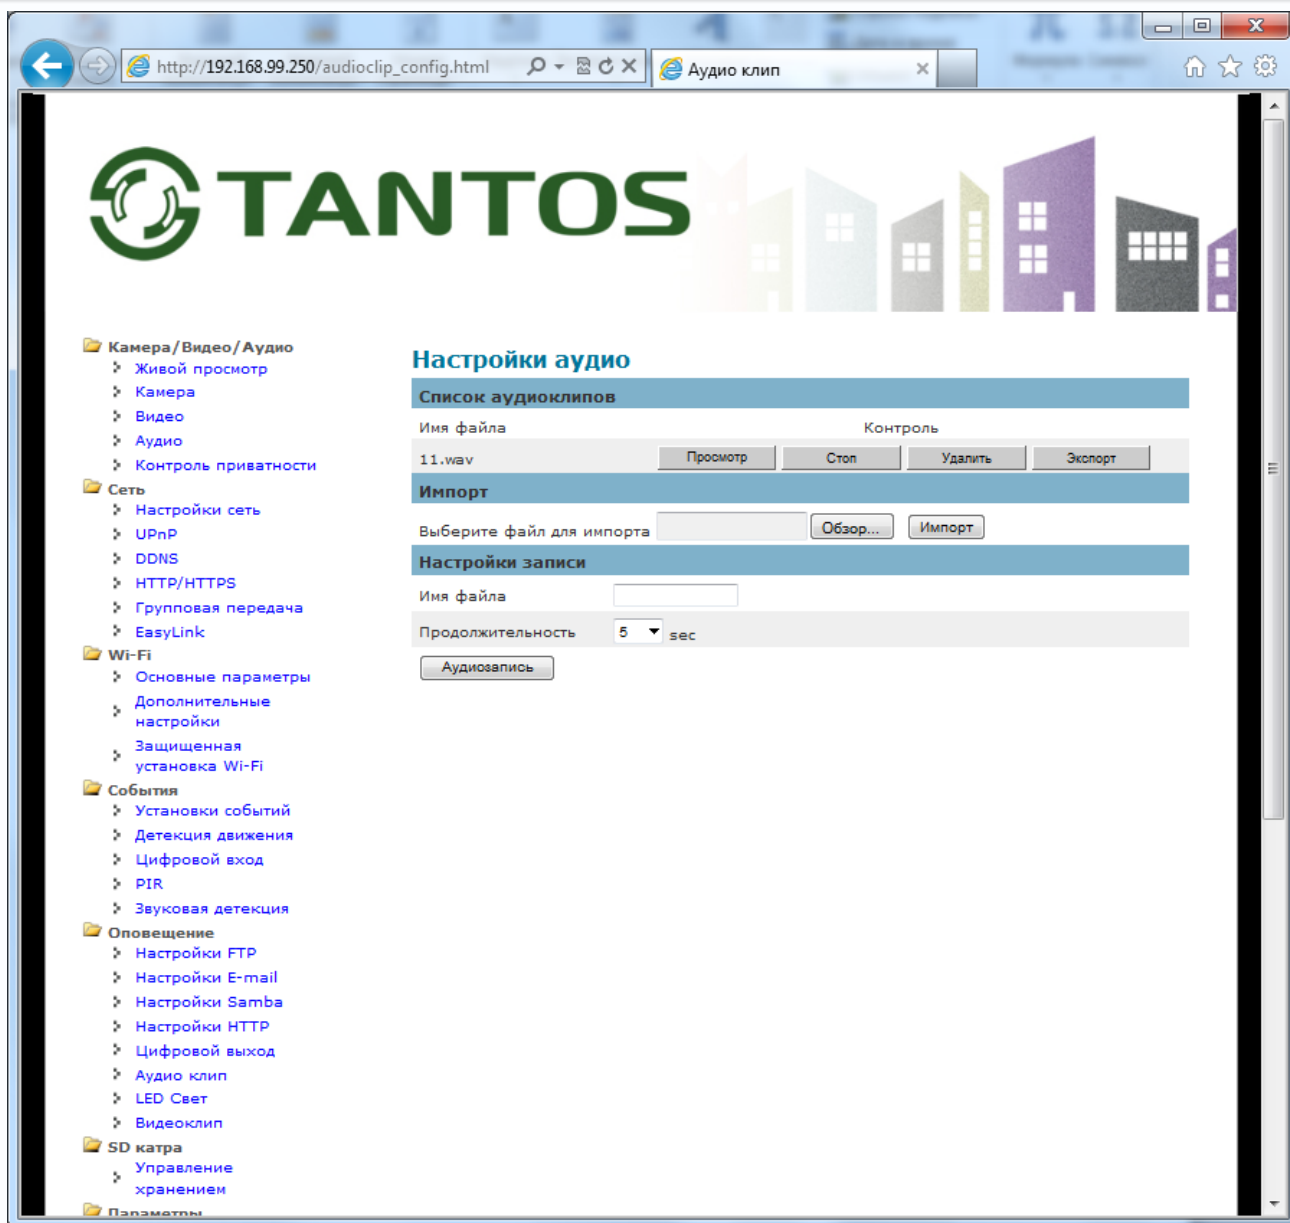 http://192.168.99.250/audioclip_config.html
Аудио клип
TANTOS
Камера/Видео/Аудио
Живой просмотр
Камера
Видео
Аудио
Контроль приватности
Сеть
Настройки сеть
UPnP
DDNS
HTTP/HTTPS
Групповая передача
EasyLink
Wi-Fi
Основные параметры
Дополнительные
настройки
Защищенная
установка Wi-Fi
События
Установки событий
Детекция движения
Цифровой вход
PIR
Звуковая детекция
Оповещение
Настройки FTP
Настройки E-mail
Настройки Samba
Настройки HTTP
Цифровой выход
Аудио клип
LED Свет
Видеоклип
SD катра
Управление
хранением
Параметры
Настройки аудио
Список аудиоклипов
Имя файла Контроль
11.wav Просмотр Стоп Удалить Экспорт
Импорт
Выберите файл для импорта Обзор... Импорт
Настройки записи
Имя файла
Продолжительность 5 sec
Аудиозапись